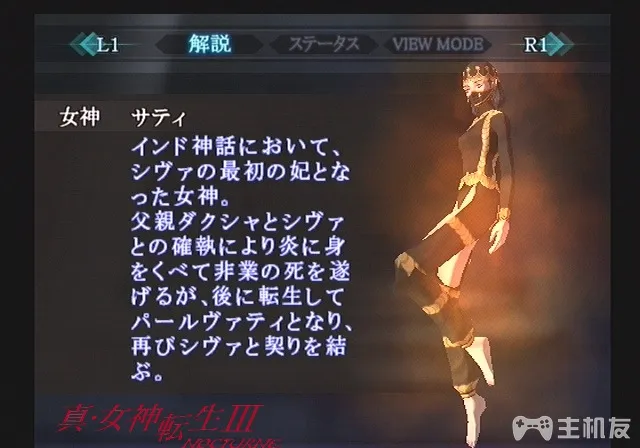 L1 解説 ステータス VIEW MODE R1
女神 サティ
インド神話において、
シヴァの最初の妃とな
った女神。
父親ダクシャとシヴァ
との確執により炎に身
をくべて非業の死を遂
げるが、後に転生して
パールヴァティとなり、
再びシヴァと契りを結
ぶ。
真・女神転生III
NOCTURNE
主机友